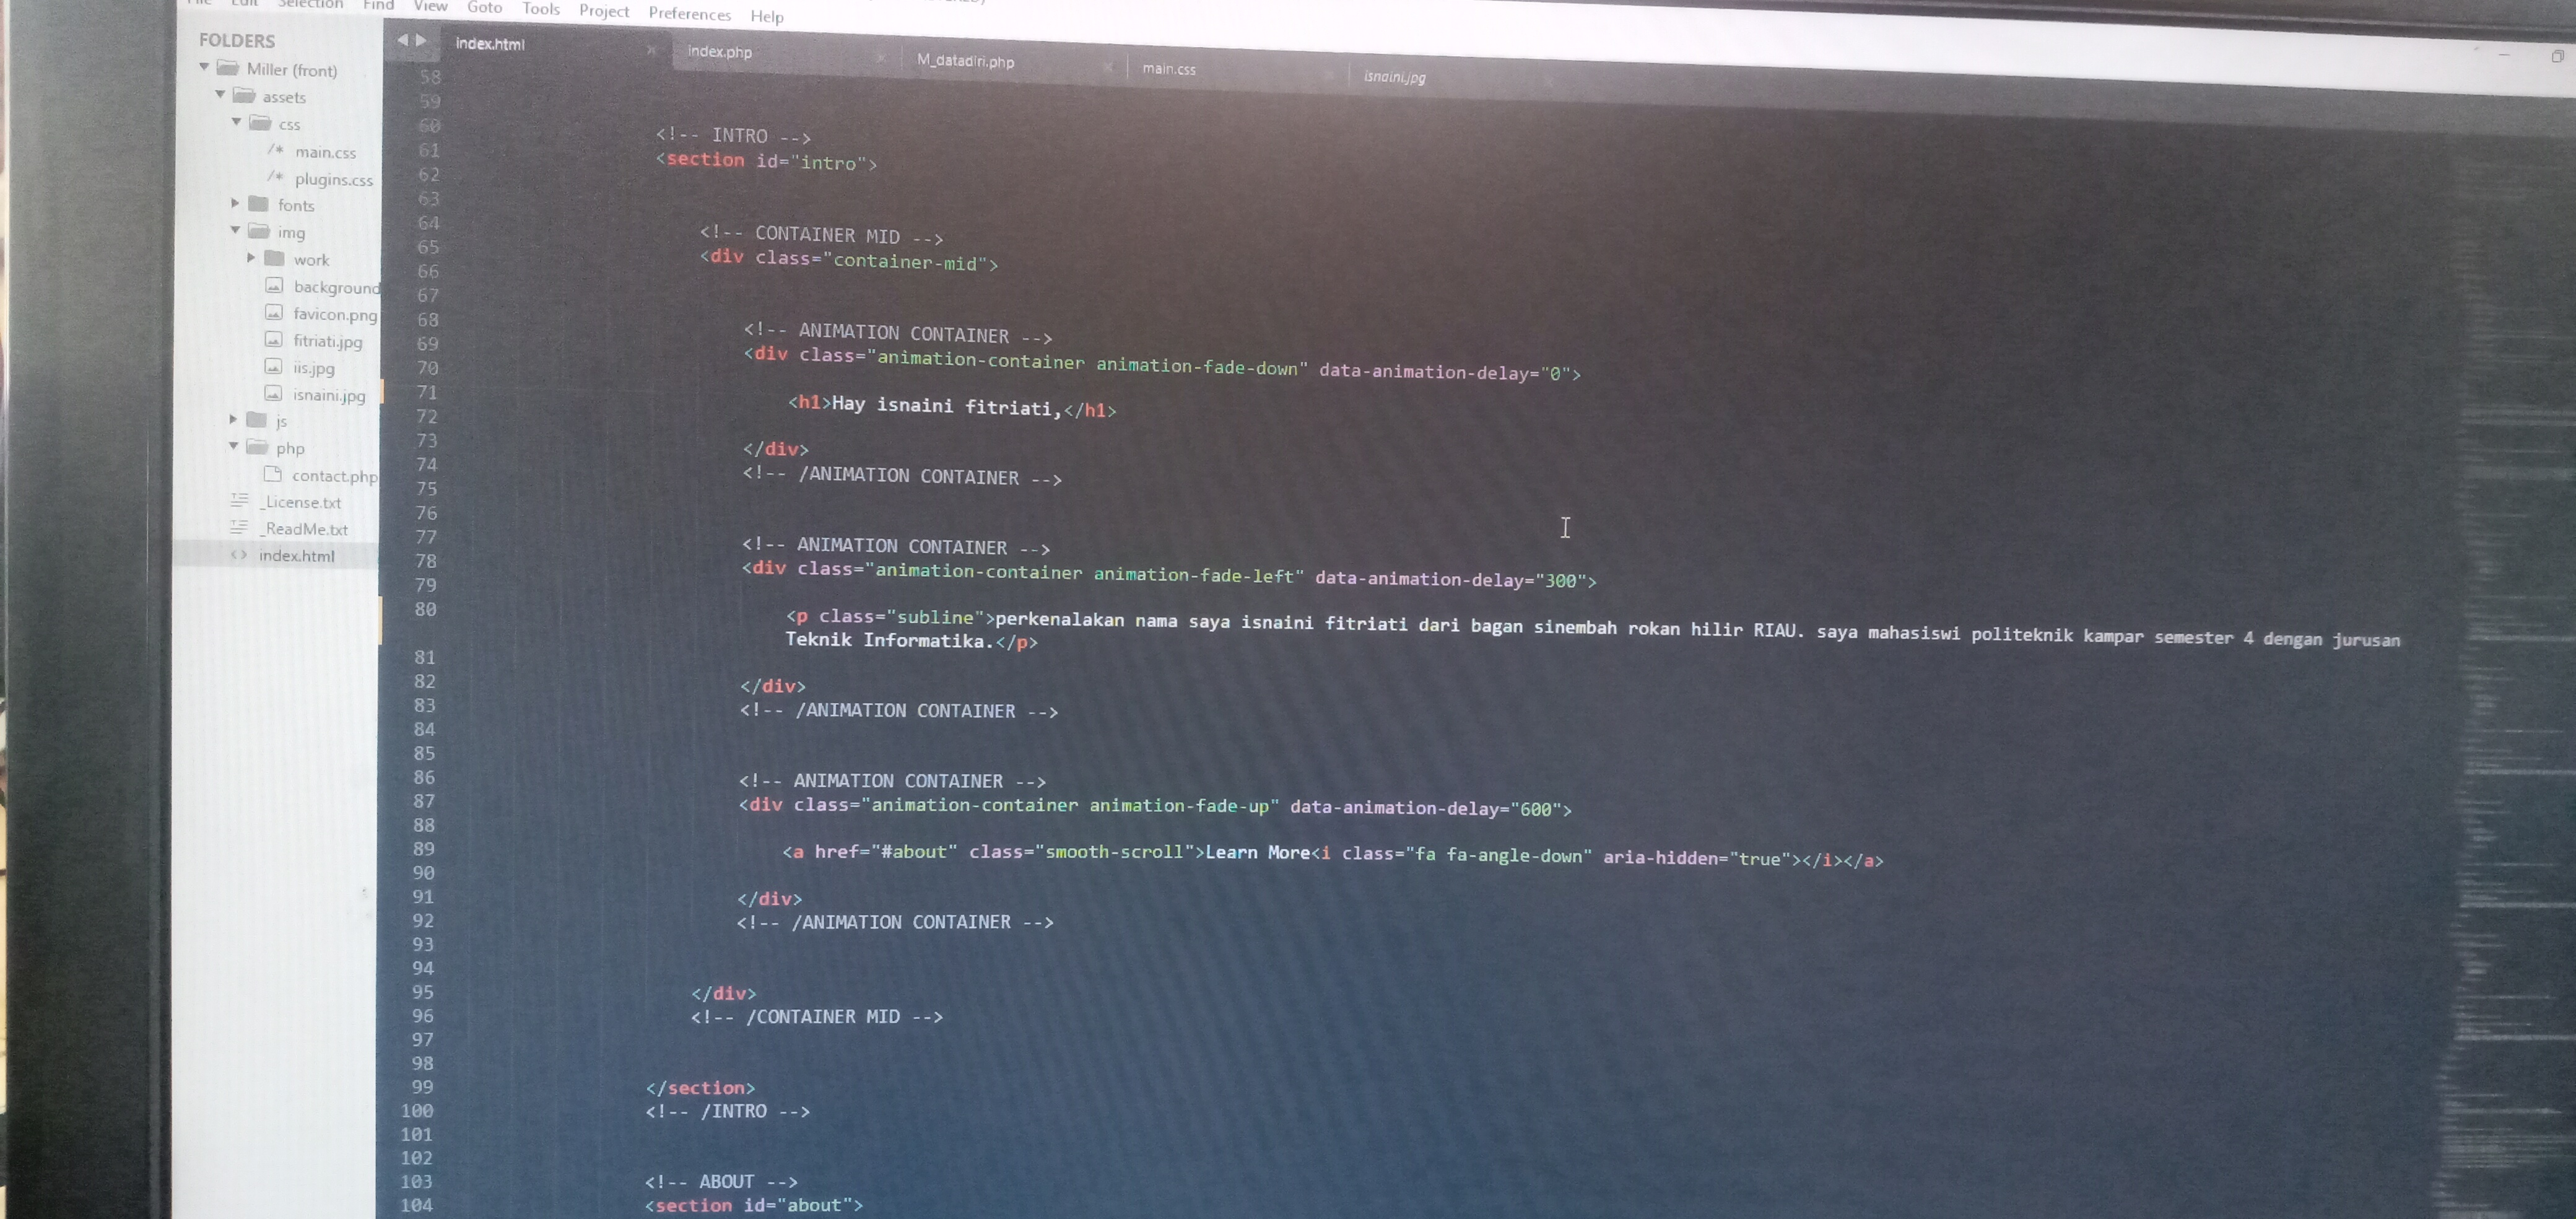 Edit Selection Find View Goto Tools Project Preferences Help
FOLDERS
Miller (front)
assets
css
/* main.css
/* plugins.css
fonts
img
work
background
favicon.png
fitriati.jpg
iis.jpg
isnaini.jpg
js
php
contact.php
_License.txt
_ReadMe.txt
<> index.html
index.html × index.php × M_datadiri.php × main.css isnaini.jpg
58
59
60 <!-- INTRO -->
61 <section id="intro">
62
63
64 <!-- CONTAINER MID -->
65 <div class="container-mid">
66
67
68 <!-- ANIMATION CONTAINER -->
69 <div class="animation-container animation-fade-down" data-animation-delay="0">
70
71 <h1>Hay isnaini fitriati,</h1>
72
73 </div>
74 <!-- /ANIMATION CONTAINER -->
75
76
77 <!-- ANIMATION CONTAINER -->
78 <div class="animation-container animation-fade-left" data-animation-delay="300">
79
80 <p class="subline">perkenalakan nama saya isnaini fitriati dari bagan sinembah rokan hilir RIAU. saya mahasiswi politeknik kampar semester 4 dengan jurusan
Teknik Informatika.</p>
81
82 </div>
83 <!-- /ANIMATION CONTAINER -->
84
85
86 <!-- ANIMATION CONTAINER -->
87 <div class="animation-container animation-fade-up" data-animation-delay="600">
88
89 <a href="#about" class="smooth-scroll">Learn More<i class="fa fa-angle-down" aria-hidden="true"></i></a>
90
91 </div>
92 <!-- /ANIMATION CONTAINER -->
93
94
95 </div>
96 <!-- /CONTAINER MID -->
97
98
99 </section>
100 <!-- /INTRO -->
101
102
103 <!-- ABOUT -->
104 <section id="about">